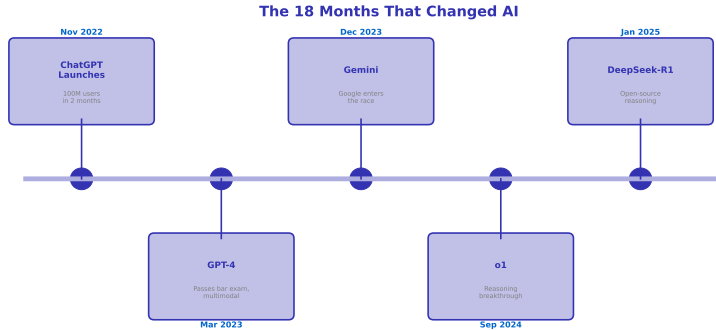 The 18 Months That Changed AI
Nov 2022
ChatGPT
Launches
100M users
in 2 months
Dec 2023
Gemini
Google enters
the race
Jan 2025
DeepSeek-R1
Open-source
reasoning
GPT-4
Passes bar exam,
multimodal
Mar 2023
o1
Reasoning
breakthrough
Sep 2024